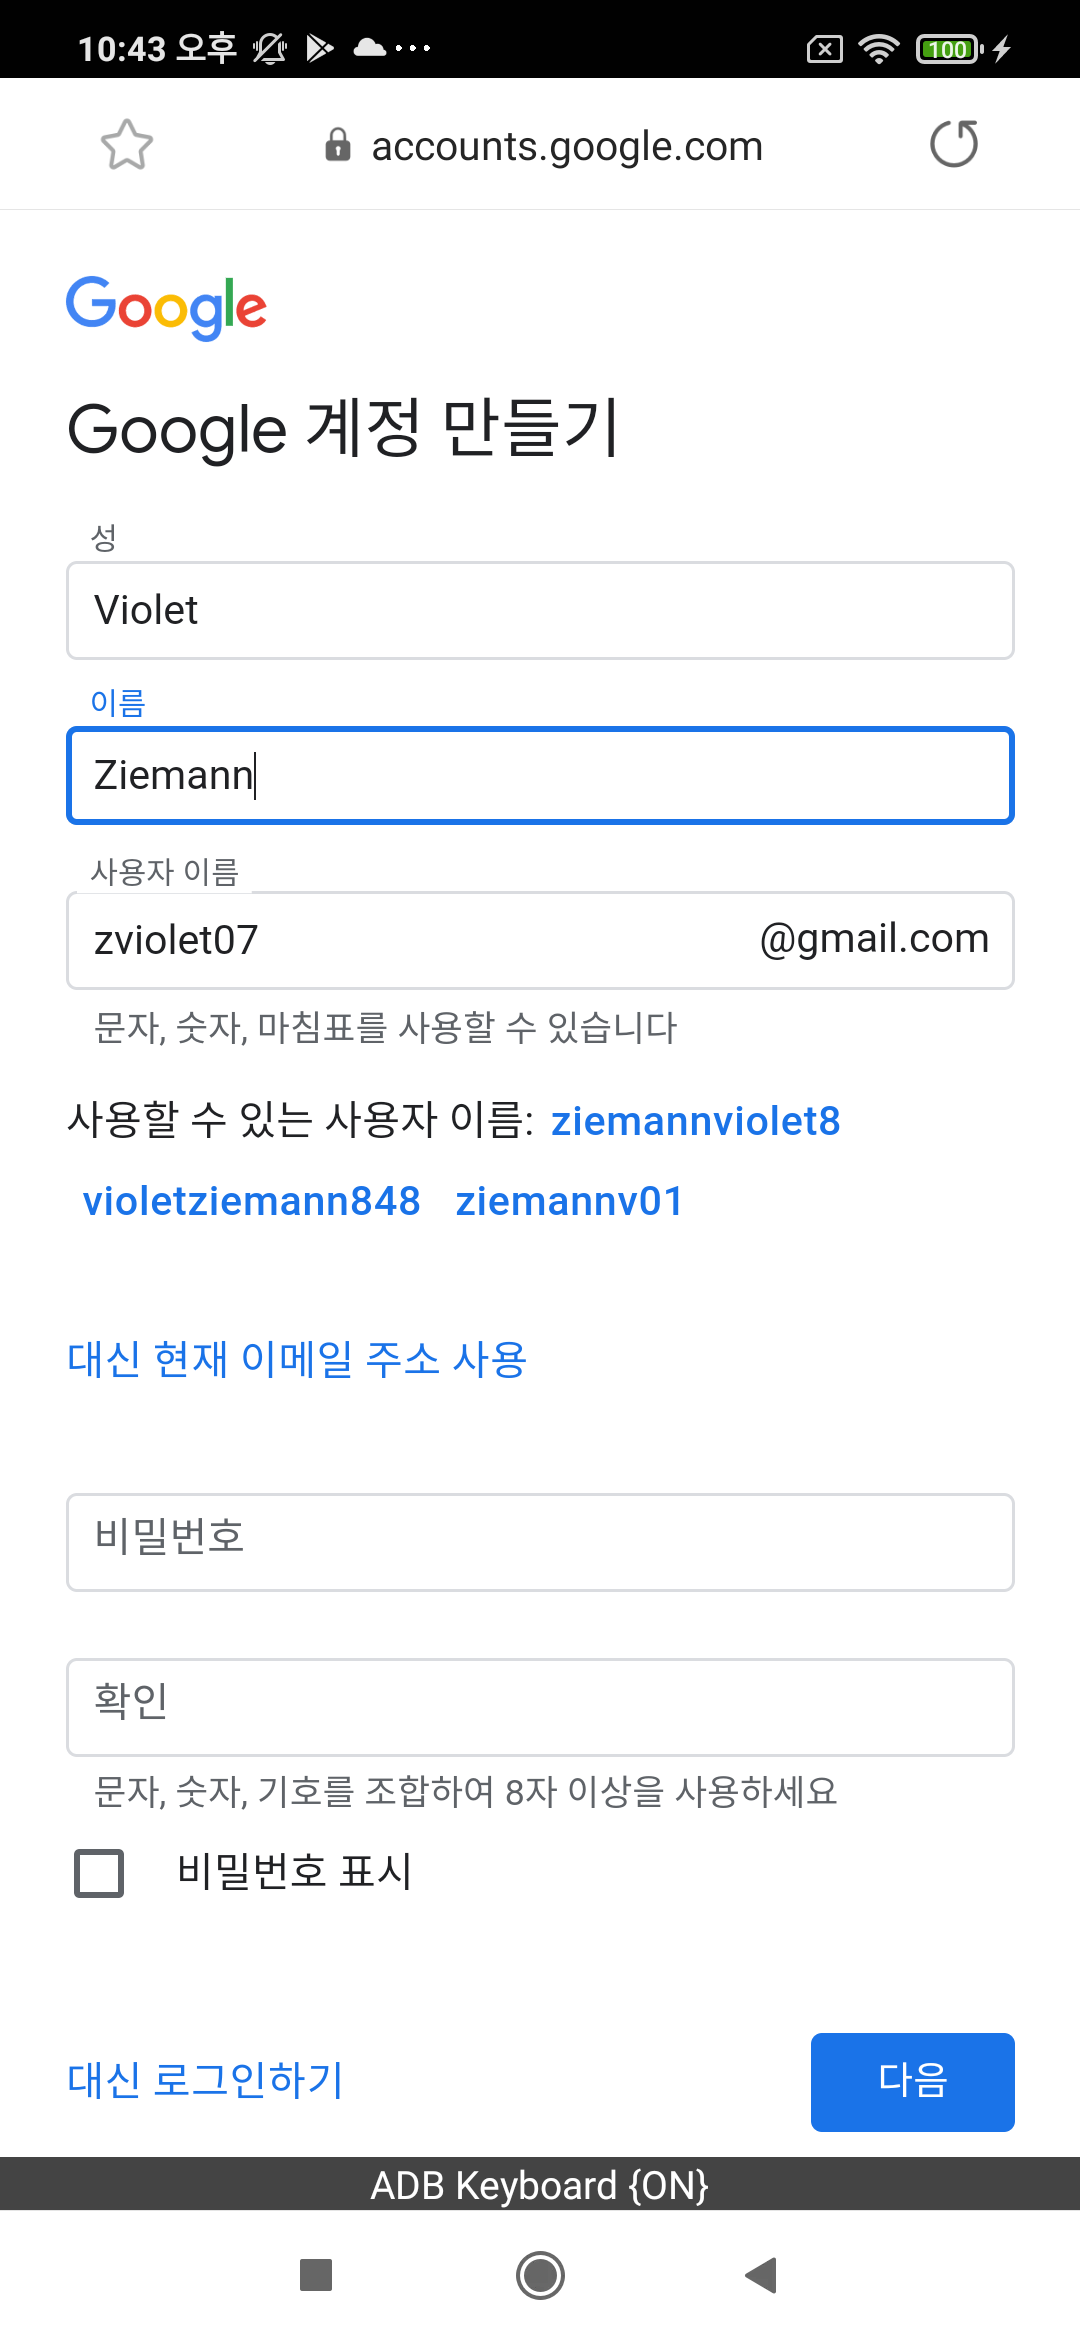 10:43 오후
100
accounts.google.com
Google
Google 계정 만들기
성
Violet
이름
Ziemann
사용자 이름
zviolet07 @gmail.com
문자, 숫자, 마침표를 사용할 수 있습니다
사용할 수 있는 사용자 이름: ziemannviolet8
violetziemann848 ziemannv01
대신 현재 이메일 주소 사용
비밀번호
확인
문자, 숫자, 기호를 조합하여 8자 이상을 사용하세요
비밀번호 표시
대신 로그인하기 다음
ADB Keyboard {ON}